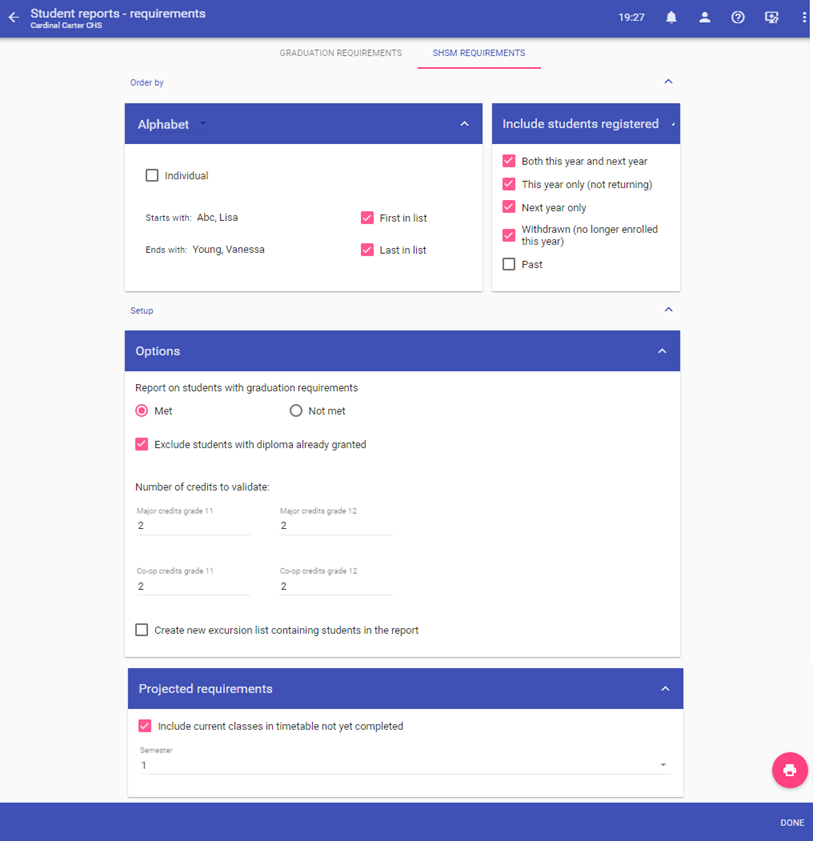 Student reports - requirements
Cardinal Carter CHS
19:27
GRADUATION REQUIREMENTS
SHSM REQUIREMENTS
Order by
Alphabet
Include students registered
Individual
Starts with: Abc, Lisa
First in list
Ends with: Young, Vanessa
Last in list
Both this year and next year
This year only (not returning)
Next year only
Withdrawn (no longer enrolled
this year)
Past
Setup
Options
Report on students with graduation requirements
Met
Not met
Exclude students with diploma already granted
Number of credits to validate:
Major credits grade 11
Major credits grade 12
2
2
Co-op credits grade 11
Co-op credits grade 12
2
2
Create new excursion list containing students in the report
Projected requirements
Include current classes in timetable not yet completed
Semester
1
DONE